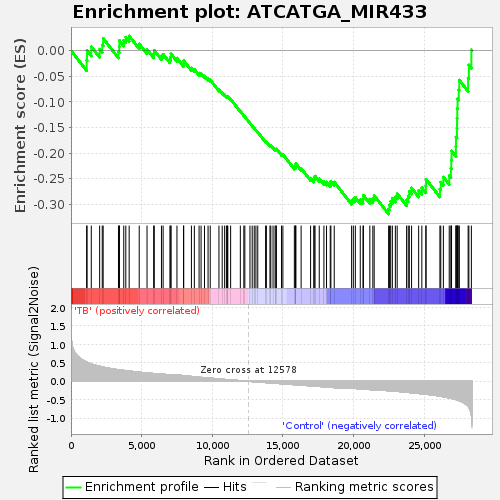 Enrichment plot: ATCATGA_MIR433
Enrichment score (ES)
0.00
-0.05
-0.10
-0.15
-0.20
-0.25
-0.30
'TB' (positively correlated)
Ranked list metric (Signal2Noise)
2.0
1.5
1.0
0.5
0.0
-0.5
-1.0
Zero cross at 12578
'Control' (negatively correlated)
0
5,000
10,000
15,000
20,000
25,000
Rank in Ordered Dataset
Enrichment profile
Hits
Ranking metric scores